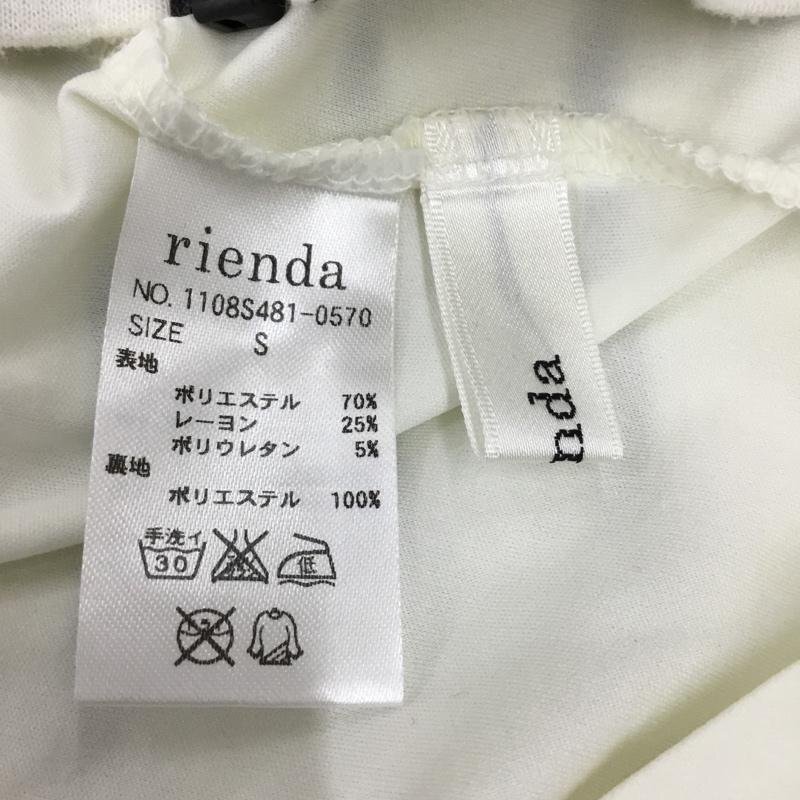 rienda
NO. 1108S481-0570
SIZE S
表地
ポリエステル 70%
レーヨン 25%
ポリウレタン 5%
裏地
ポリエステル 100%
手洗イ
30
低
nda